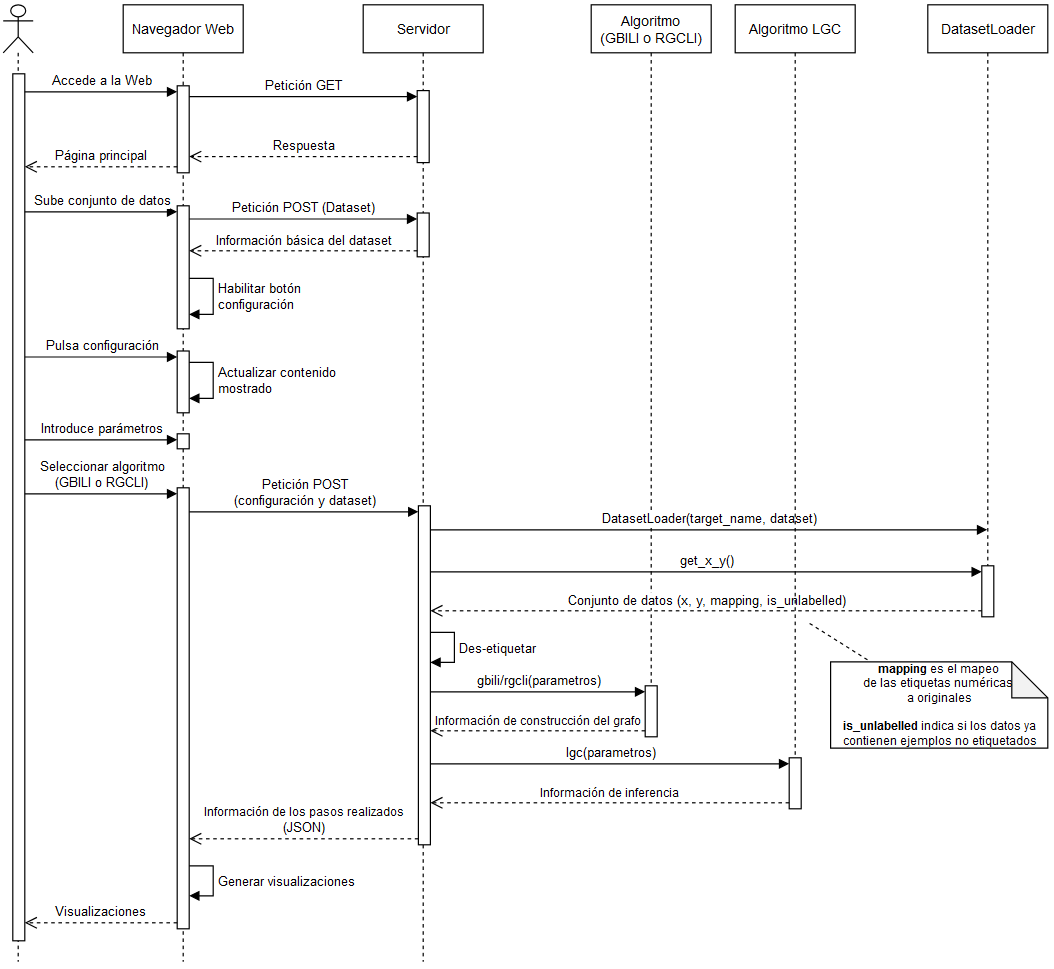 Navegador Web
Servidor
Algoritmo
(GBILI o RGCLI)
Algoritmo LGC
DatasetLoader
Accede a la Web
Petición GET
Respuesta
Página principal
Sube conjunto de datos
Petición POST (Dataset)
Información básica del dataset
Habilitar botón
configuración
Pulsa configuración
Actualizar contenido
mostrado
Introduce parámetros
Seleccionar algoritmo
(GBILI o RGCLI)
Petición POST
(configuración y dataset)
DatasetLoader(target_name, dataset)
get_x_y()
Conjunto de datos (x, y, mapping, is_unlabelled)
Des-etiquetar
mapping es el mapeo
de las etiquetas numéricas
a originales
is_unlabelled indica si los datos ya
contienen ejemplos no etiquetados
gbili/rgcli(parametros)
Información de construcción del grafo
lgc(parametros)
Información de inferencia
Información de los pasos realizados
(JSON)
Generar visualizaciones
Visualizaciones